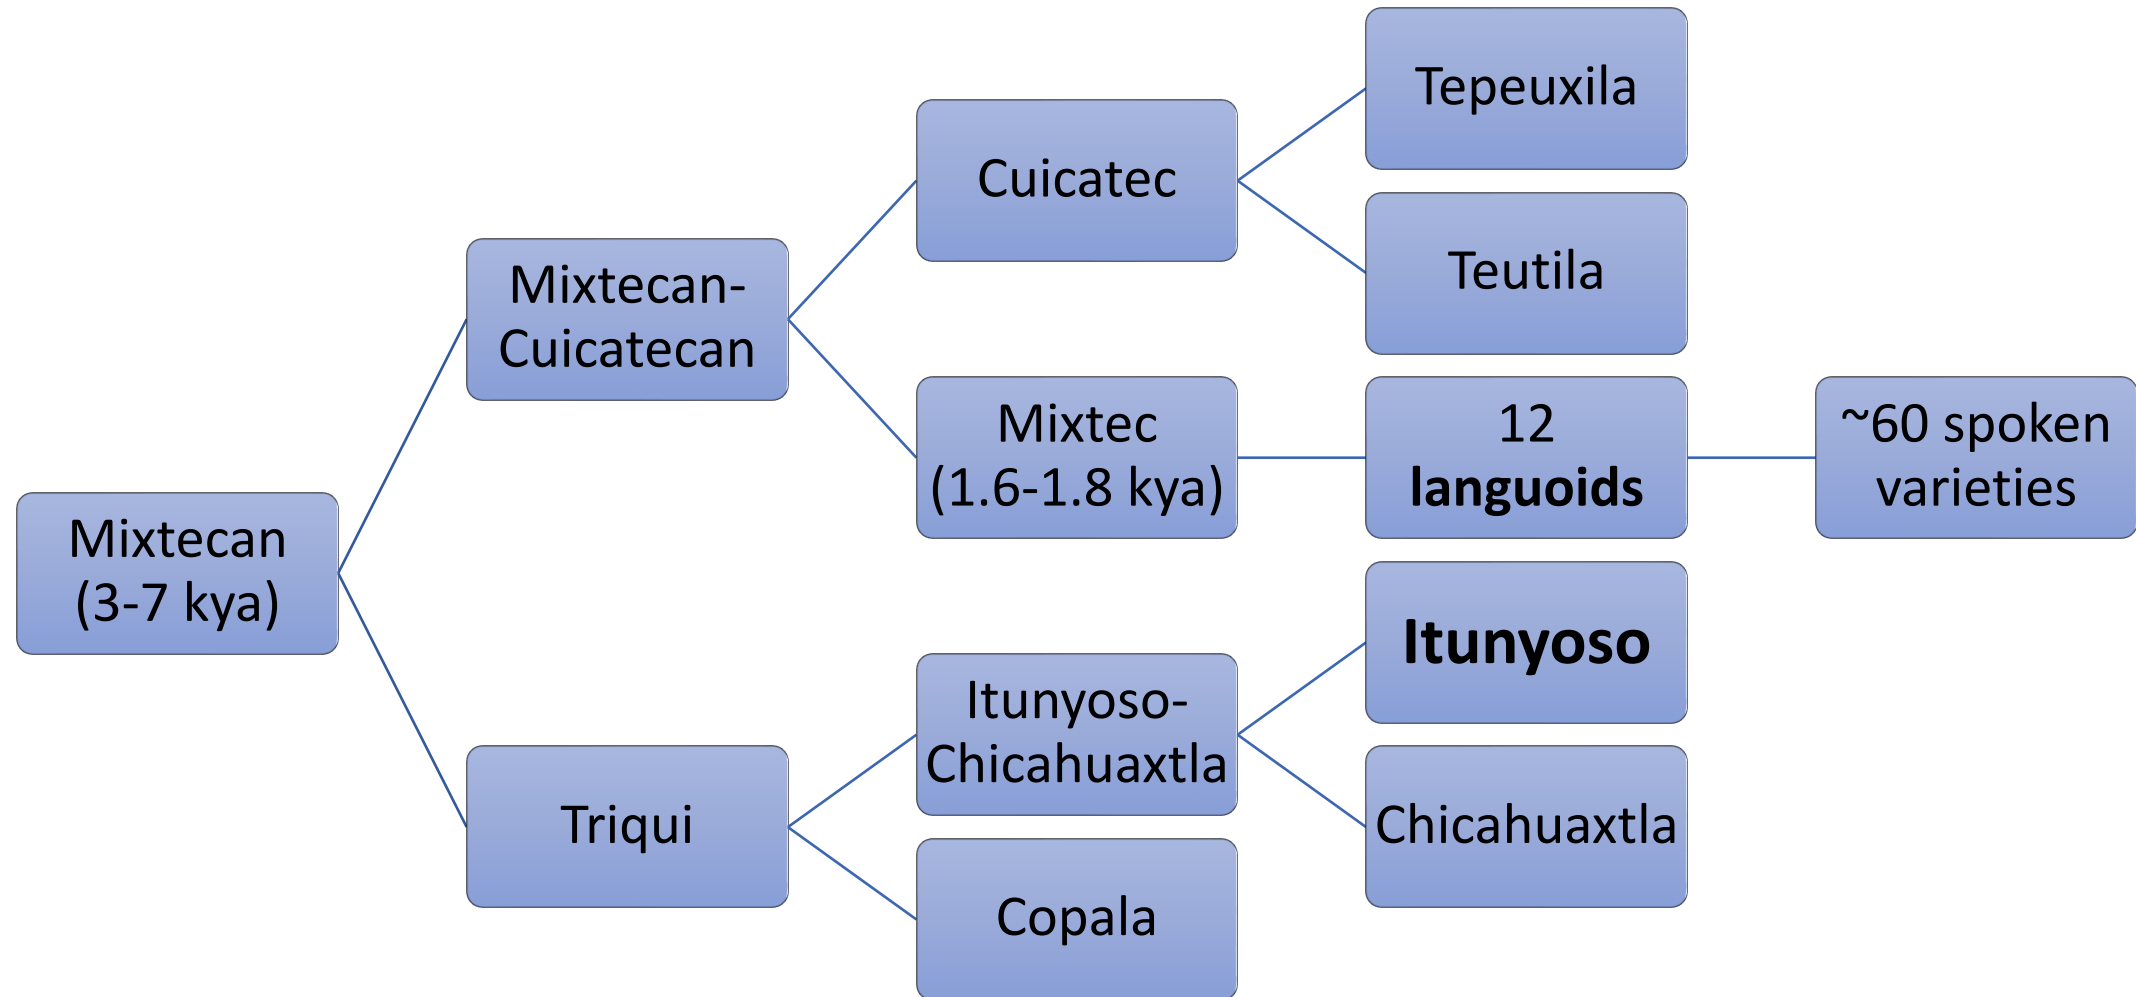 Mixtecan
(3-7 kya)
Mixtecan-
Cuicatecan
Cuicatec
Tepeuxila
Teutila
Mixtec
(1.6-1.8 kya)
12
languoids
~60 spoken
varieties
Triqui
Itunyoso-
Chicahuaxtla
Itunyoso
Chicahuaxtla
Copala